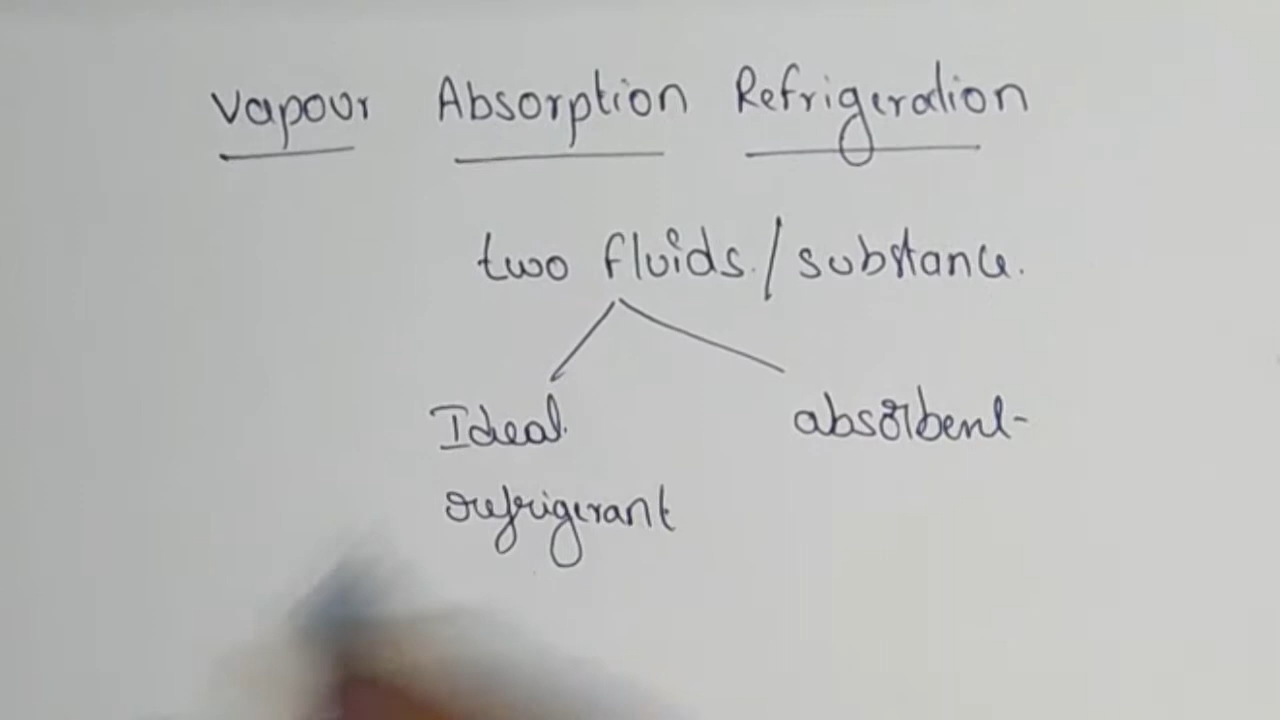 Vapour Absorption Refrigeration
two fluids / substance.
Ideal absorbent
refrigerant